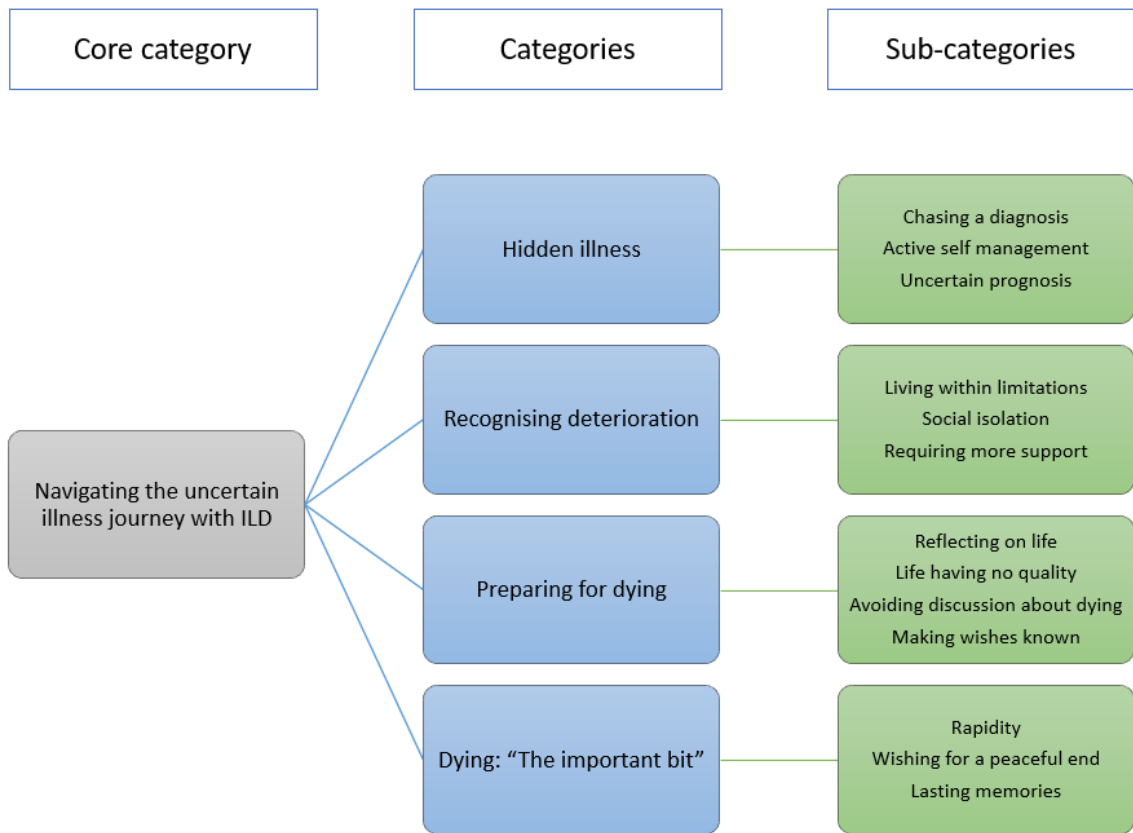 Core category
Categories
Sub-categories
Navigating the uncertain
illness journey with ILD
Hidden illness
Chasing a diagnosis
Active self management
Uncertain prognosis
Recognising deterioration
Living within limitations
Social isolation
Requiring more support
Preparing for dying
Reflecting on life
Life having no quality
Avoiding discussion about dying
Making wishes known
Dying: “The important bit”
Rapidity
Wishing for a peaceful end
Lasting memories